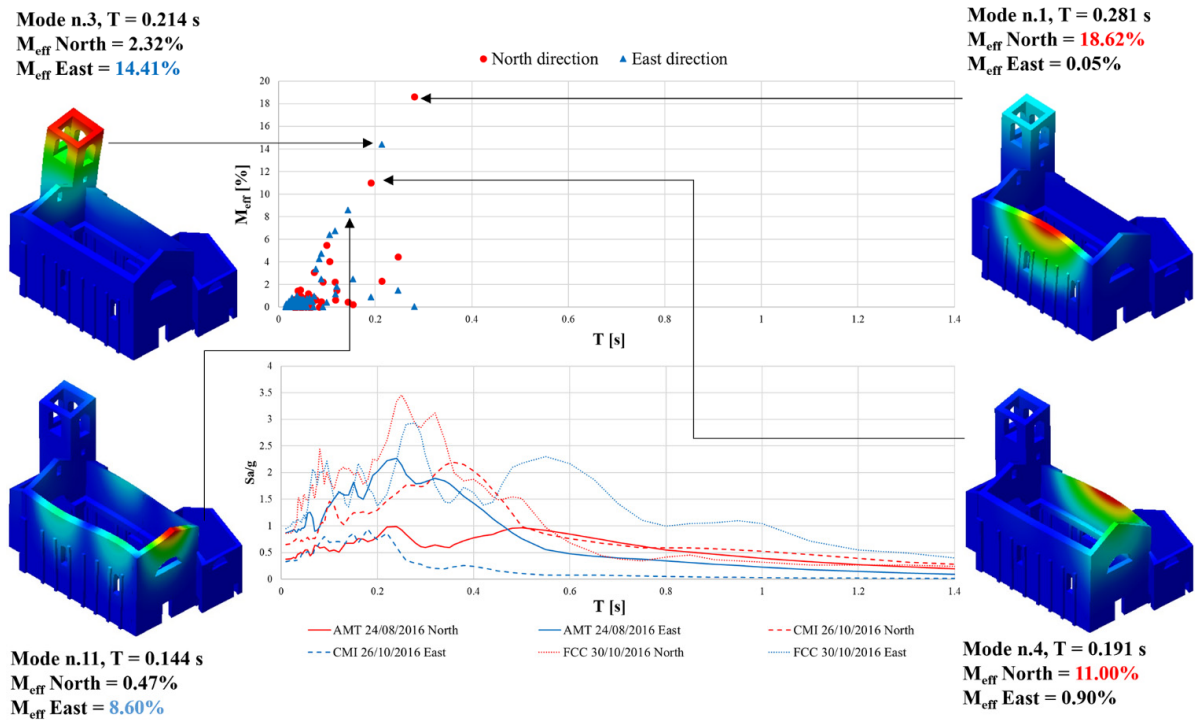 Mode n.3, T = 0.214 s
M_eff North = 2.32%
M_eff East = 14.41%
Mode n.1, T = 0.281 s
M_eff North = 18.62%
M_eff East = 0.05%
North direction East direction
20
18
16
14
12
10
8
6
4
2
0
M_eff [%]
0 0.2 0.4 0.6 0.8 1 1.2 1.4
T [s]
4
3.5
3
2.5
2
1.5
1
0.5
0
Sa/g
0 0.2 0.4 0.6 0.8 1 1.2 1.4
T [s]
AMT 24/08/2016 North AMT 24/08/2016 East CMI 26/10/2016 North
CMI 26/10/2016 East FCC 30/10/2016 North FCC 30/10/2016 East
Mode n.11, T = 0.144 s
M_eff North = 0.47%
M_eff East = 8.60%
Mode n.4, T = 0.191 s
M_eff North = 11.00%
M_eff East = 0.90%